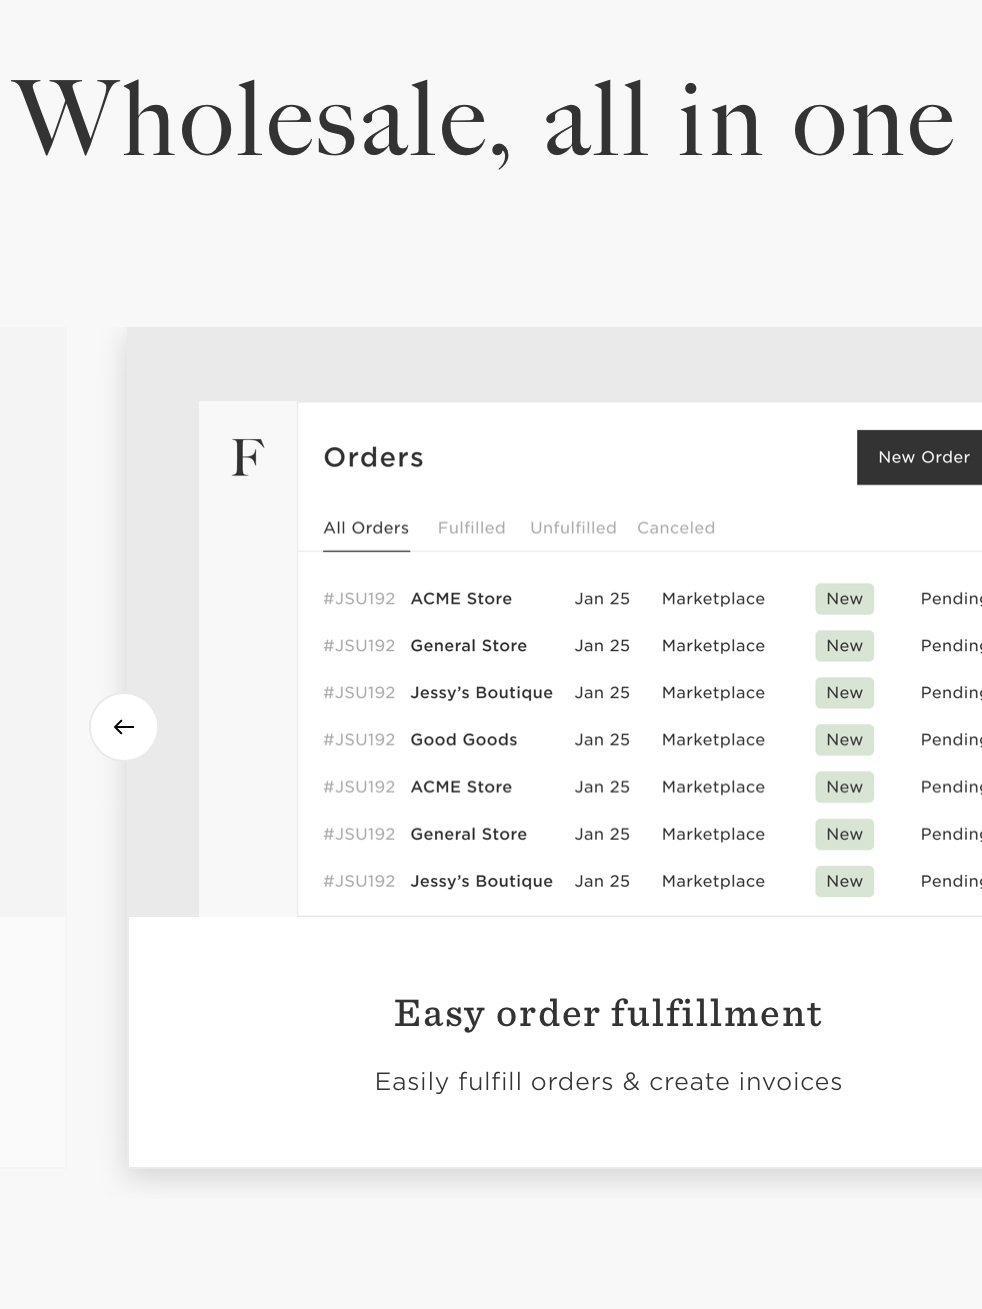 Wholesale, all in one
F
Orders
New Order
All Orders Fulfilled Unfulfilled Canceled
#JSU192 ACME Store Jan 25 Marketplace New Pending
#JSU192 General Store Jan 25 Marketplace New Pending
#JSU192 Jessy’s Boutique Jan 25 Marketplace New Pending
#JSU192 Good Goods Jan 25 Marketplace New Pending
#JSU192 ACME Store Jan 25 Marketplace New Pending
#JSU192 General Store Jan 25 Marketplace New Pending
#JSU192 Jessy’s Boutique Jan 25 Marketplace New Pending
Easy order fulfillment
Easily fulfill orders & create invoices